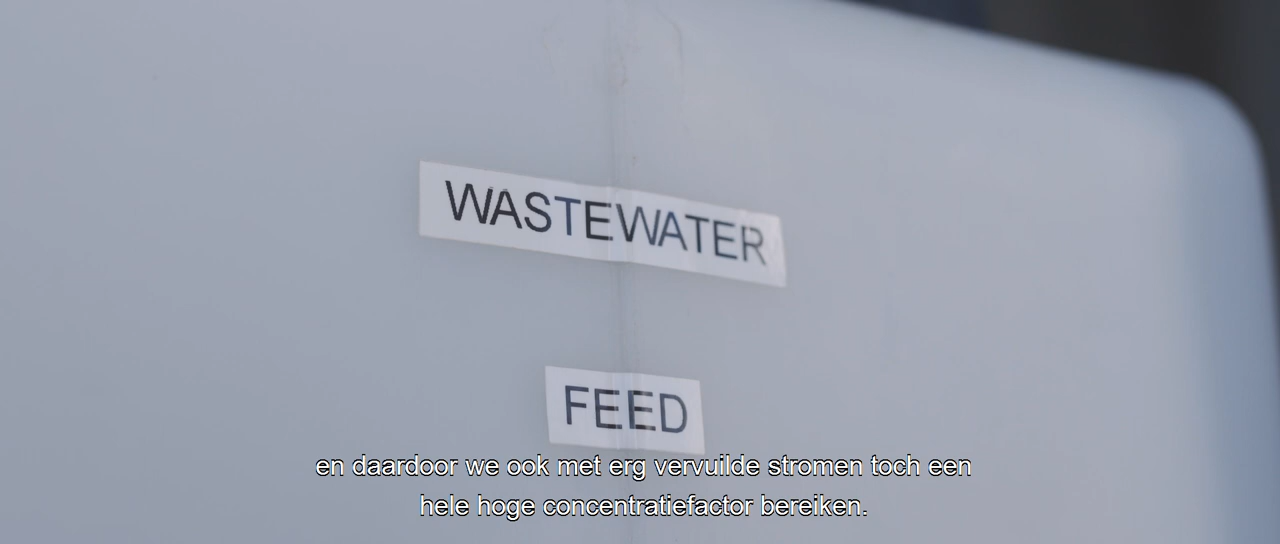 WASTEWATER
FEED
en daardoor we ook met erg vervuilde stromen toch een
hele hoge concentratiefactor bereiken.